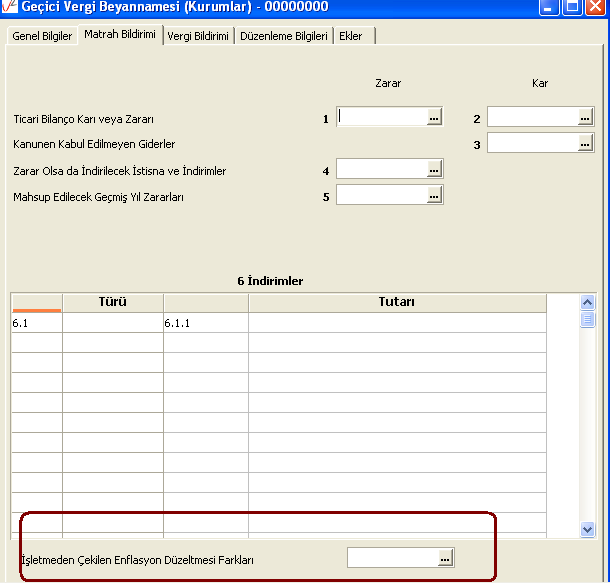 Geçici Vergi Beyannamesi (Kurumlar) - 00000000
Genel Bilgiler Matrah Bildirimi Vergi Bildirimi Düzenleme Bilgileri Ekler
Zarar Kar
Ticari Bilanço Karı veya Zararı 1 ... 2 ...
Kanunen Kabul Edilmeyen Giderler 3 ...
Zarar Olsa da İndirilecek İstisna ve İndirimler 4 ...
Mahsup Edilecek Geçmiş Yıl Zararları 5 ...
6 İndirimler
Türü Tutarı
6.1 6.1.1
İşletmeden Çekilen Enflasyon Düzeltmesi Farkları ...